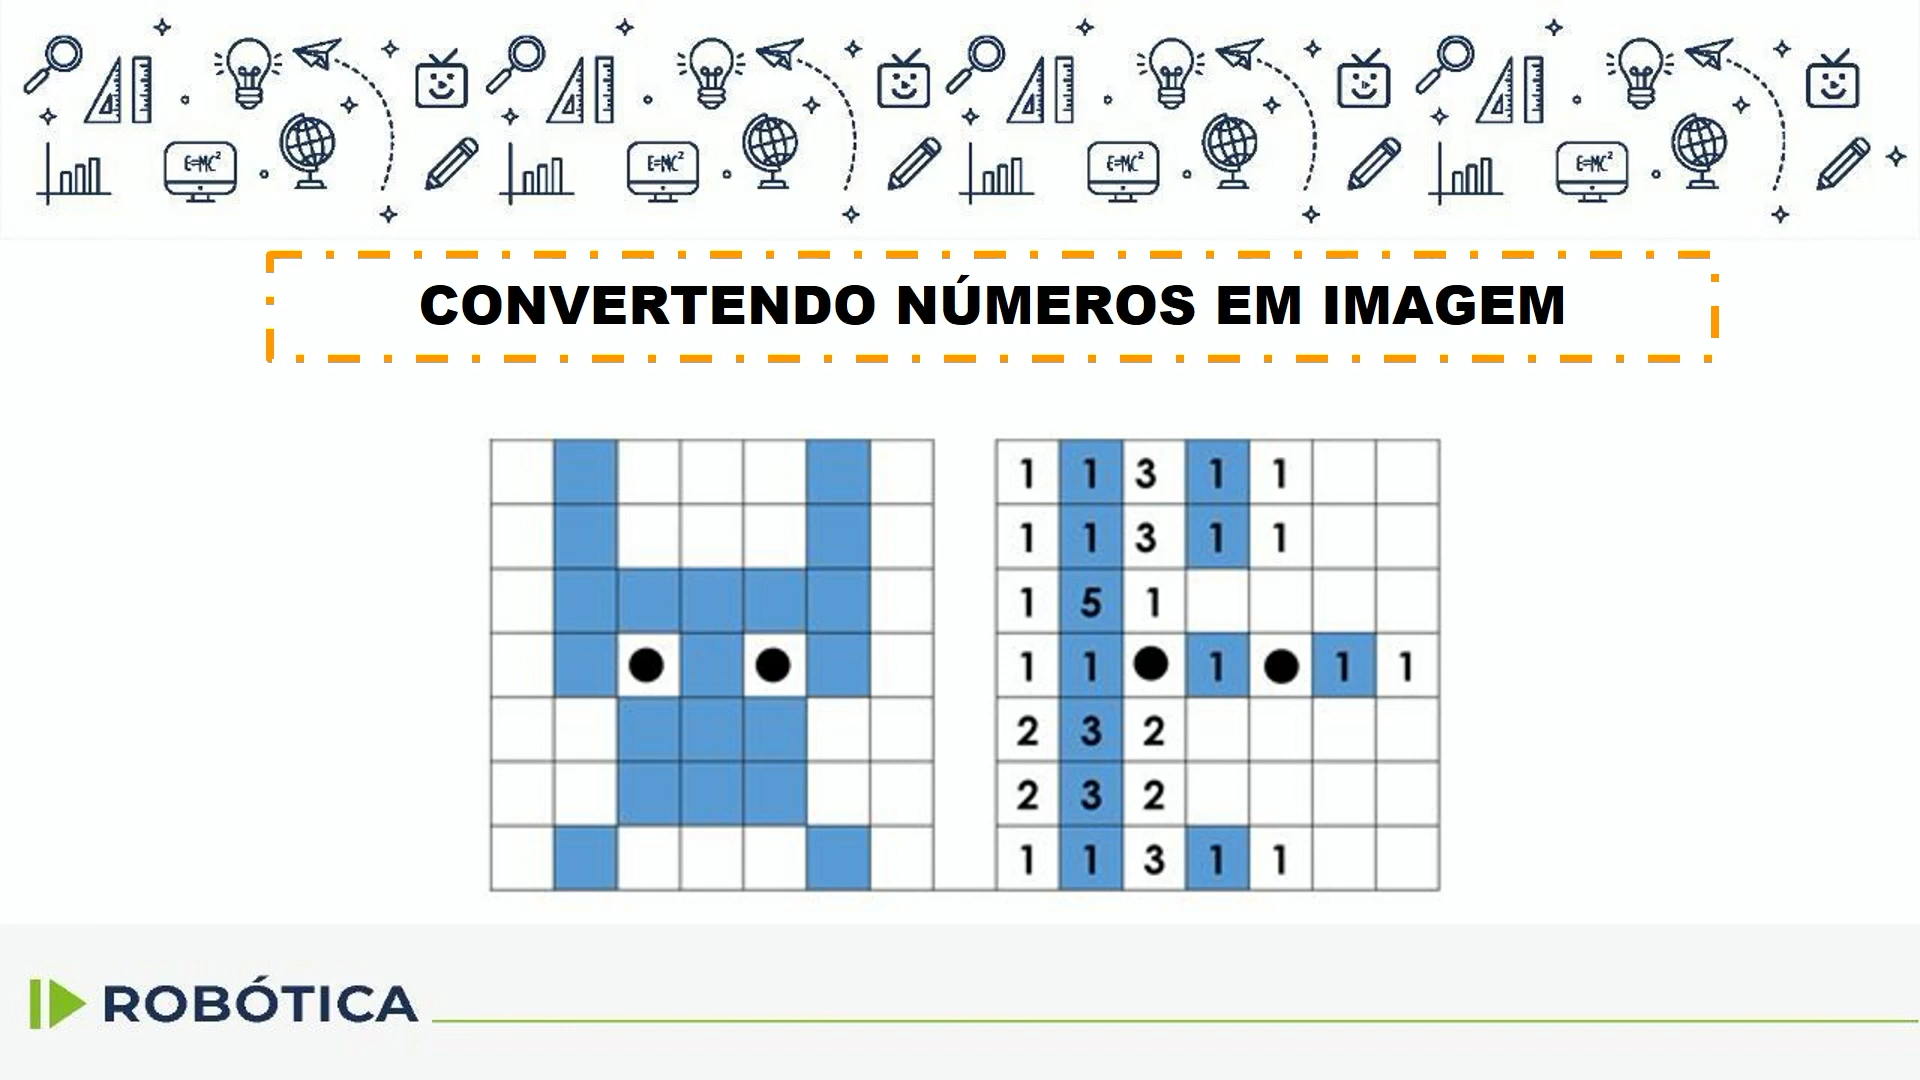 E=MC² E=MC² E=MC² E=MC²
CONVERTENDO NÚMEROS EM IMAGEM
1 1 3 1 1
1 1 3 1 1
1 5 1
1 1 1 1 1
2 3 2
2 3 2
1 1 3 1 1
ROBÓTICA